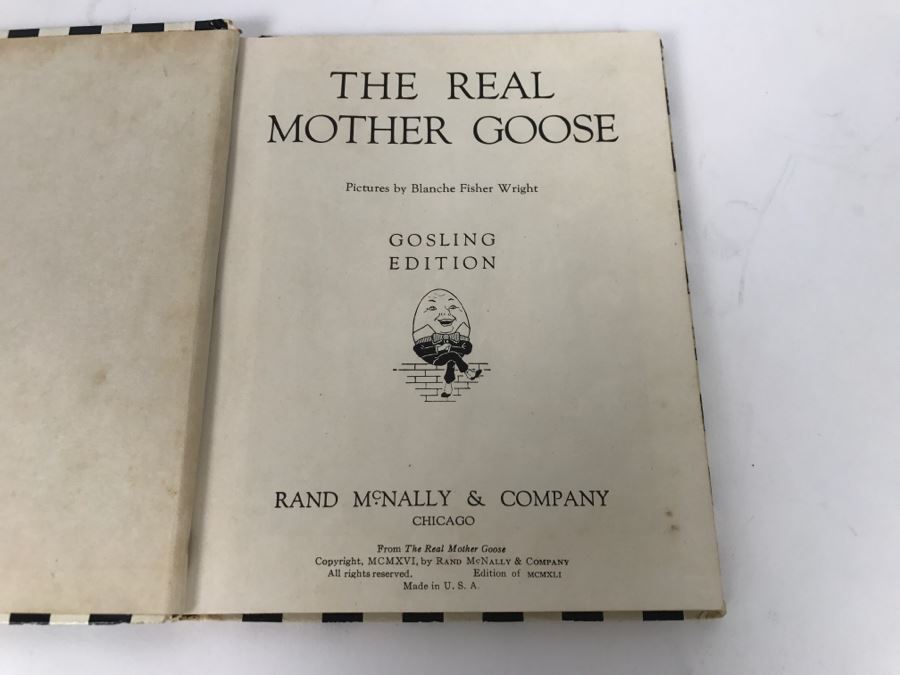 THE REAL
MOTHER GOOSE
Pictures by Blanche Fisher Wright
GOSLING
EDITION
RAND McNALLY & COMPANY
CHICAGO
From The Real Mother Goose
Copyright, MCMXVI, by RAND McNALLY & COMPANY
All rights reserved. Edition of MCMXLI
Made in U. S. A.